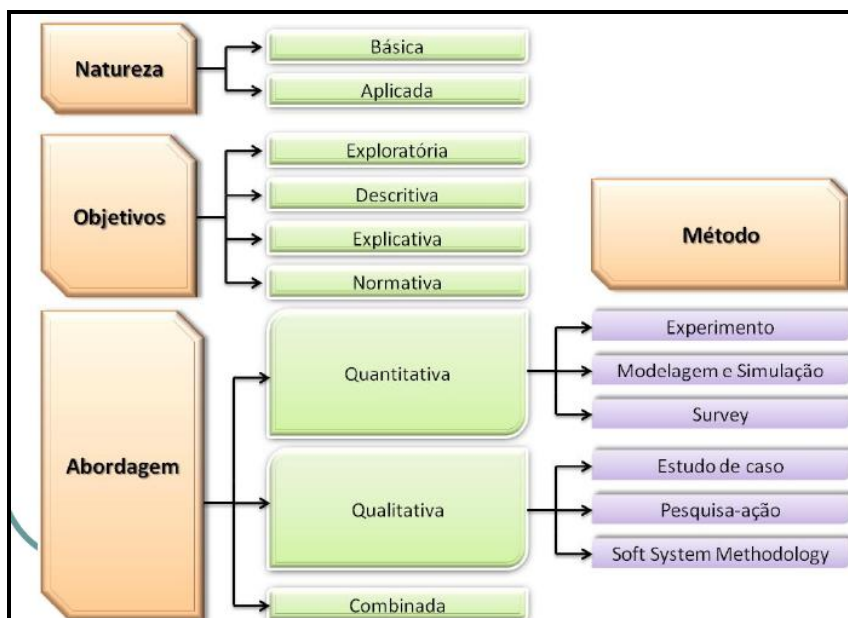 Natureza
Básica
Aplicada
Objetivos
Exploratória
Descritiva
Explicativa
Normativa
Método
Abordagem
Quantitativa
Experimento
Modelagem e Simulação
Survey
Qualitativa
Estudo de caso
Pesquisa-ação
Soft System Methodology
Combinada